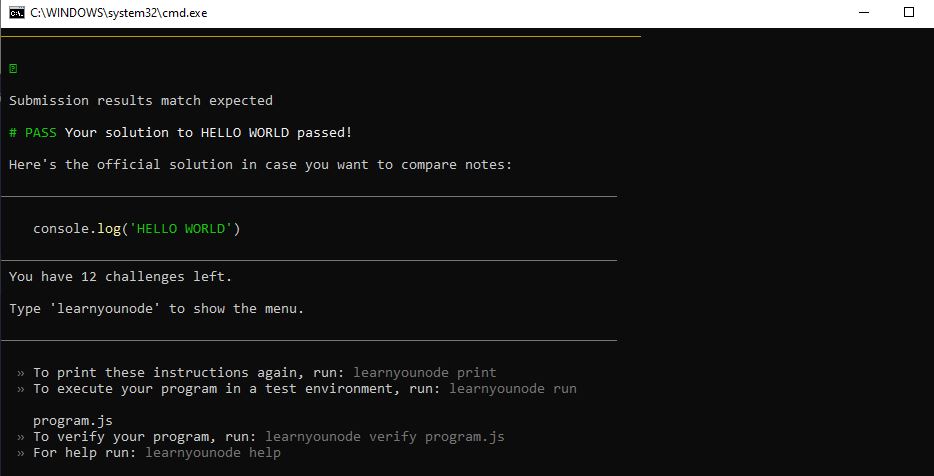 C:\WINDOWS\system32\cmd.exe
Submission results match expected
# PASS Your solution to HELLO WORLD passed!
Here's the official solution in case you want to compare notes:
console.log('HELLO WORLD')
You have 12 challenges left.
Type 'learnyounode' to show the menu.
» To print these instructions again, run: learnyounode print
» To execute your program in a test environment, run: learnyounode run
program.js
» To verify your program, run: learnyounode verify program.js
» For help run: learnyounode help